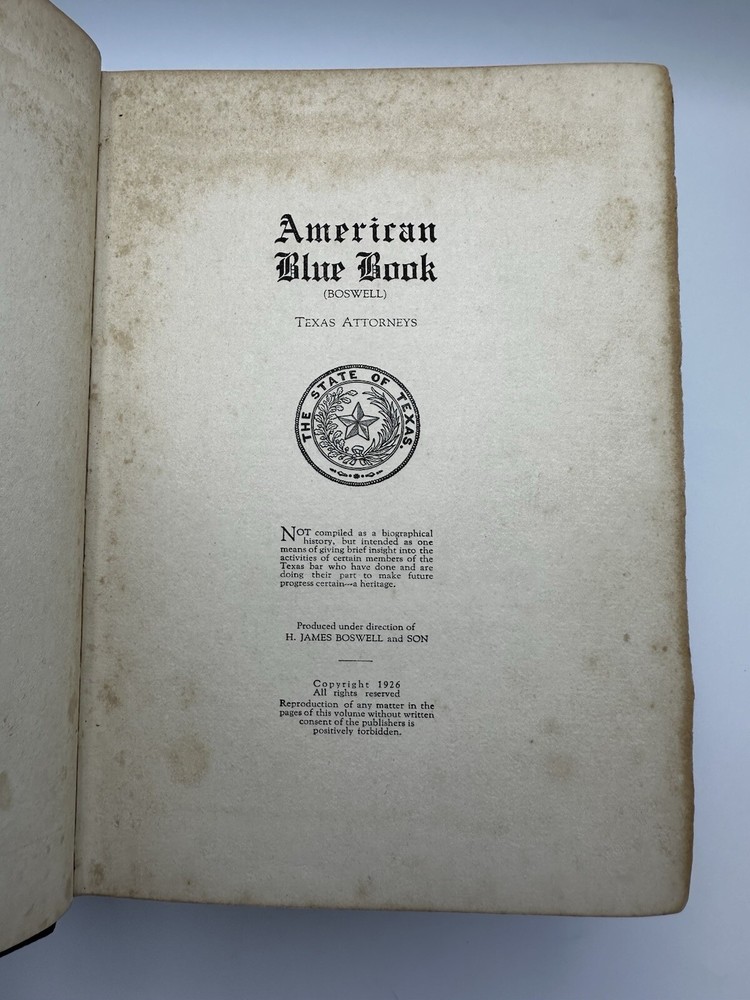 American
Blue Book
(BOSWELL)
TEXAS ATTORNEYS
THE STATE OF TEXAS.
NOT compiled as a biographical
history, but intended as one
means of giving brief insight into the
activities of certain members of the
Texas bar who have done and are
doing their part to make future
progress certain—a heritage.
Produced under direction of
H. JAMES BOSWELL and SON
Copyright 1926
All rights reserved
Reproduction of any matter in the
pages of this volume without written
consent of the publishers is
positively forbidden.